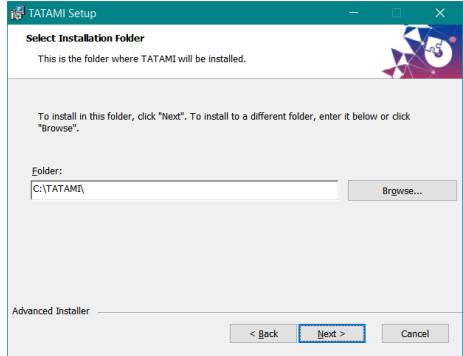 TATAMI Setup
Select Installation Folder
This is the folder where TATAMI will be installed.
To install in this folder, click "Next". To install to a different folder, enter it below or click
"Browse".
Folder:
C:\TATAMI\
Browse...
Advanced Installer
< Back
Next >
Cancel